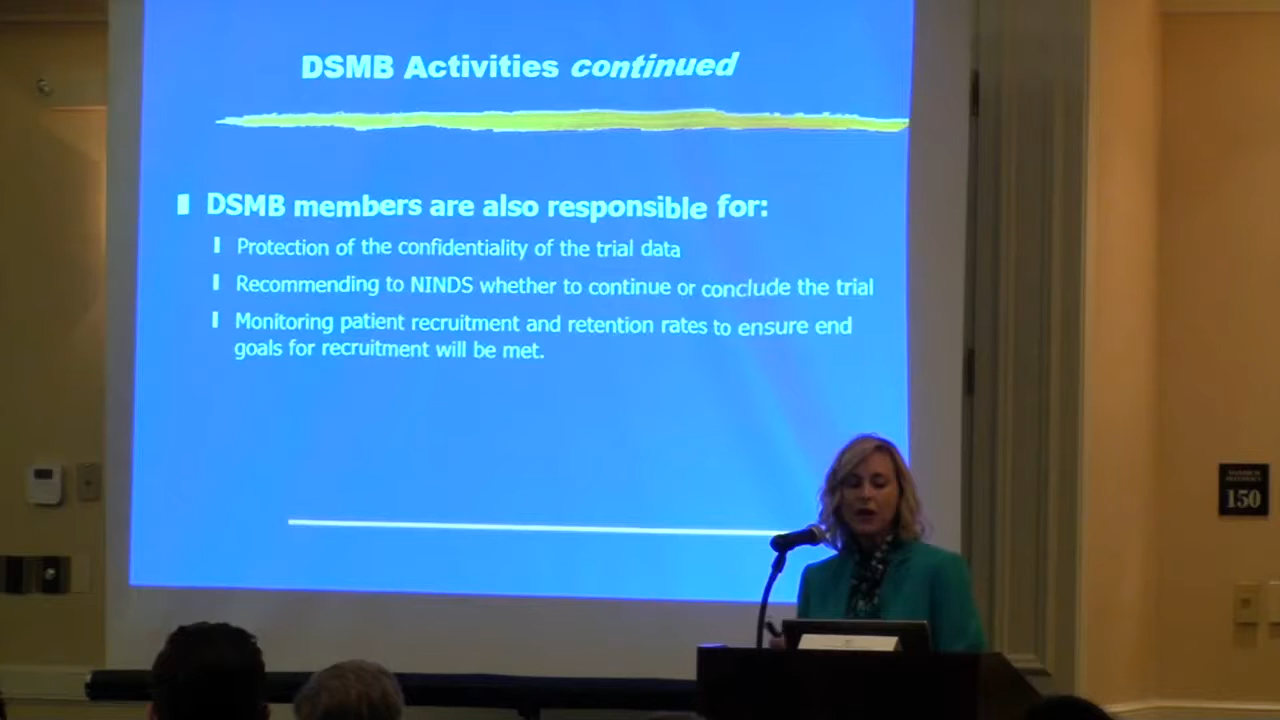 DSMB Activities continued
DSMB members are also responsible for:
Protection of the confidentiality of the trial data
Recommending to NINDS whether to continue or conclude the trial
Monitoring patient recruitment and retention rates to ensure end
goals for recruitment will be met.
150